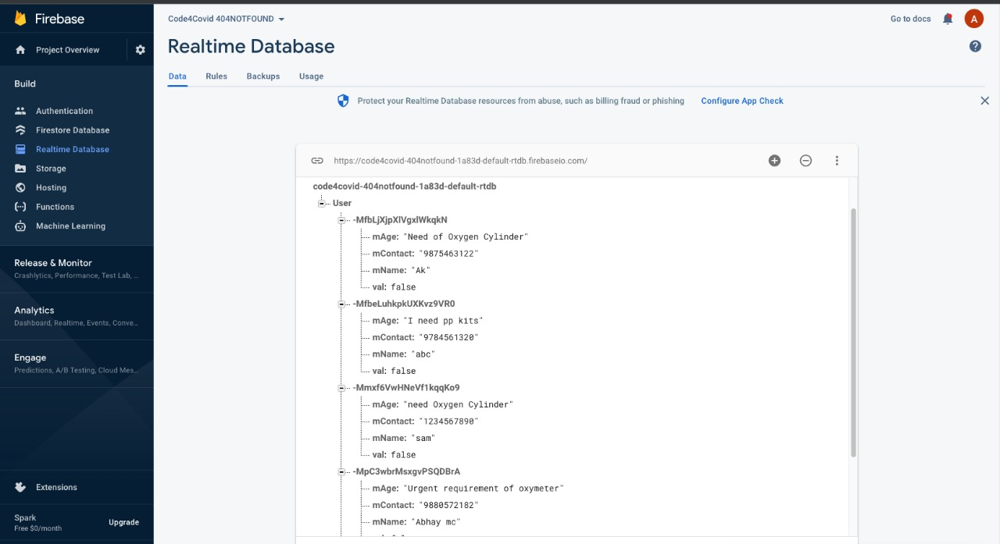 Firebase
Project Overview
Build
Authentication
Firestore Database
Realtime Database
Storage
Hosting
Functions
Machine Learning
Release & Monitor
Crashlytics, Performance, Test Lab, ...
Analytics
Dashboard, Realtime, Events, Conve...
Engage
Predictions, A/B Testing, Cloud Mes...
Extensions
Spark
Free $0/month
Upgrade
Code4Covid 404NOTFOUND
Go to docs
A
Realtime Database
?
Data Rules Backups Usage
Protect your Realtime Database resources from abuse, such as billing fraud or phishing Configure App Check
https://code4covid-404notfound-1a83d-default-rtdb.firebaseio.com/
code4covid-404notfound-1a83d-default-rtdb
User
-MfbLjXjpXlVgxlWkqkN
mAge: "Need of Oxygen Cylinder"
mContact: "9875463122"
mName: "Ak"
val: false
-MfbeLuhkpkUXKvz9VR0
mAge: "I need pp kits"
mContact: "9784561320"
mName: "abc"
val: false
-Mmxf6VwHNeVf1kqqKo9
mAge: "need Oxygen Cylinder"
mContact: "1234567890"
mName: "sam"
val: false
-MpC3wbrMsxgvPSQDBrA
mAge: "Urgent requirement of oxymeter"
mContact: "9880572182"
mName: "Abhay mc"